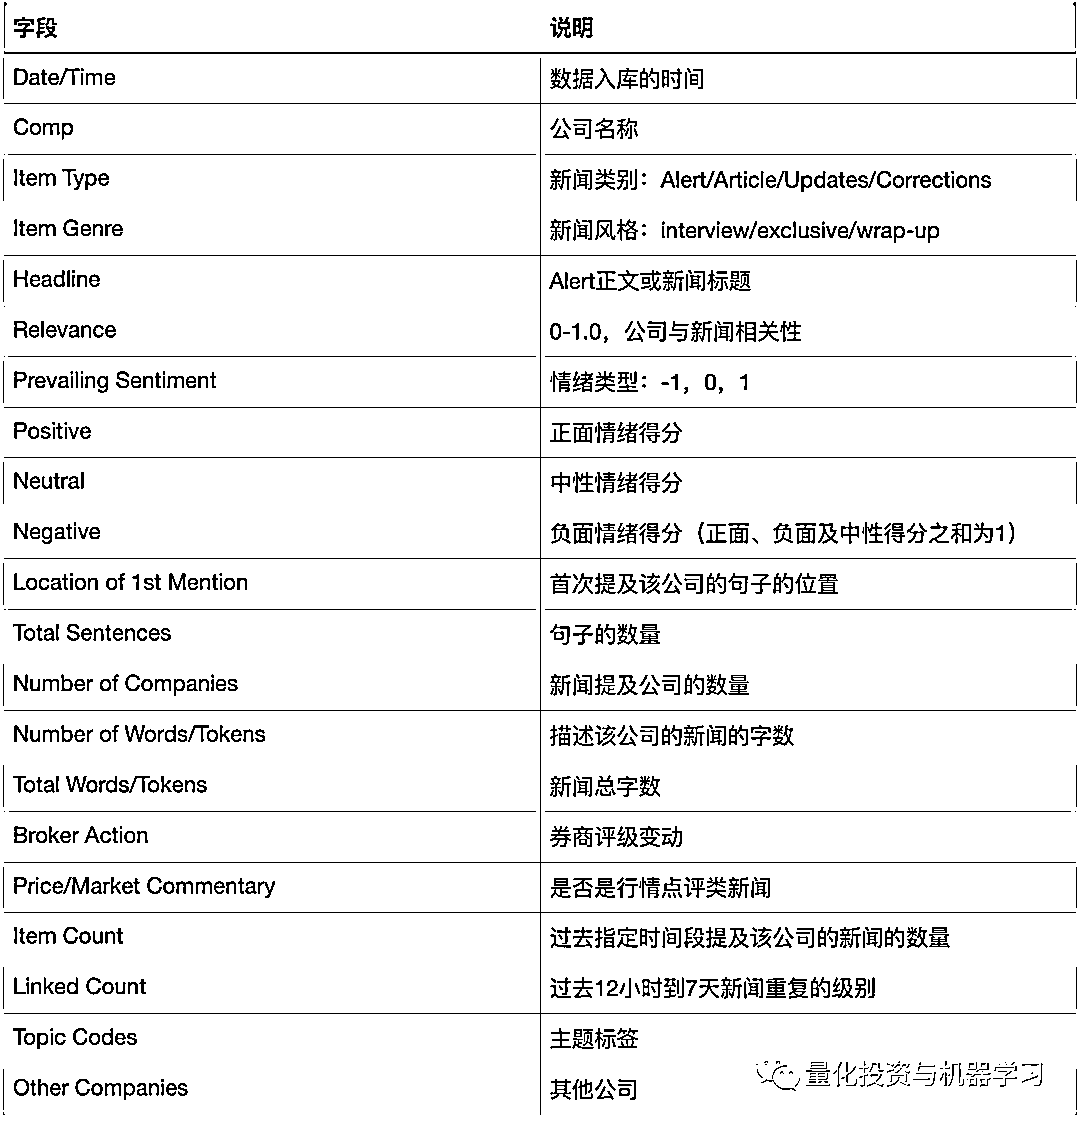 字段 说明
Date/Time 数据入库的时间
Comp 公司名称
Item Type 新闻类别：Alert/Article/Updates/Corrections
Item Genre 新闻风格：interview/exclusive/wrap-up
Headline Alert正文或新闻标题
Relevance 0-1.0，公司与新闻相关性
Prevailing Sentiment 情绪类型：-1，0，1
Positive 正面情绪得分
Neutral 中性情绪得分
Negative 负面情绪得分（正面、负面及中性得分之和为1）
Location of 1st Mention 首次提及该公司的句子的位置
Total Sentences 句子的数量
Number of Companies 新闻提及公司的数量
Number of Words/Tokens 描述该公司的新闻的字数
Total Words/Tokens 新闻总字数
Broker Action 券商评级变动
Price/Market Commentary 是否是行情点评类新闻
Item Count 过去指定时间段提及该公司的新闻的数量
Linked Count 过去12小时到7天新闻重复的级别
Topic Codes 主题标签
Other Companies 其他公司
量化投资与机器学习